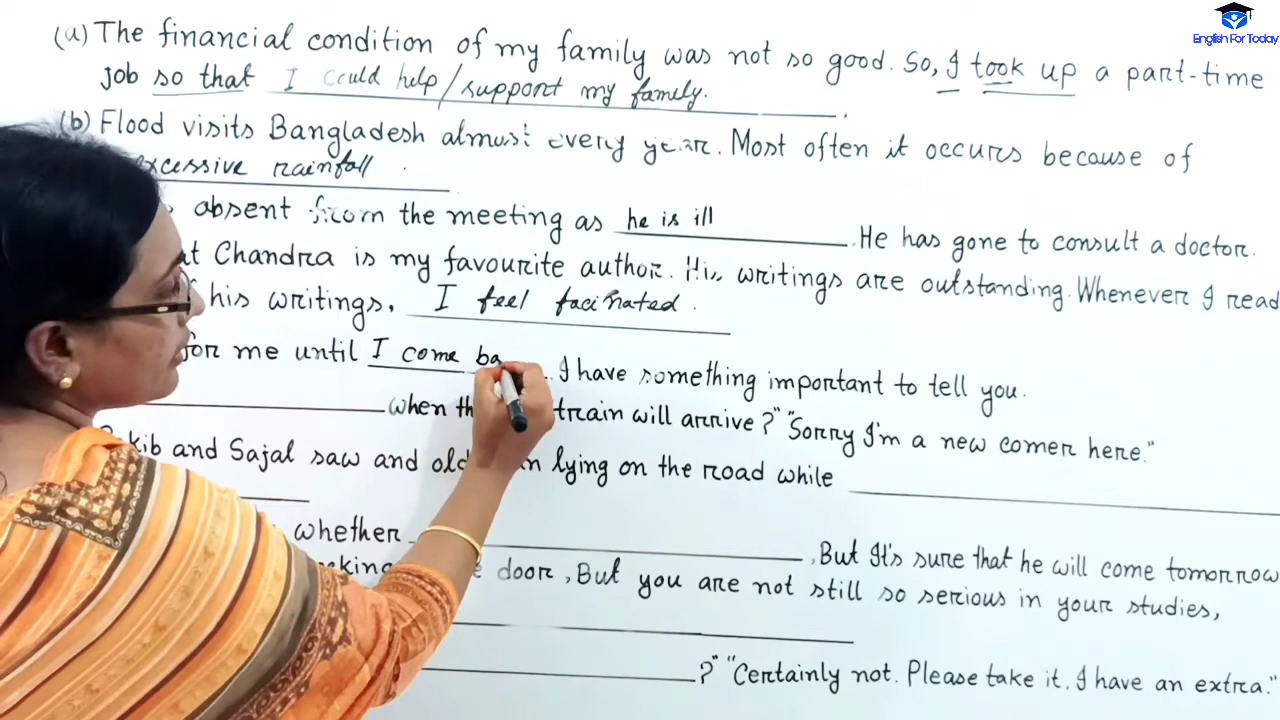 English For Today
(a) The financial condition of my family was not so good. So, I took up a part-time
job so that I could help/support my family.
(b) Flood visits Bangladesh almost every year. Most often it occurs because of
excessive rainfall.
absent from the meeting as he is ill. He has gone to consult a doctor.
Chandra is my favourite author. His writings are outstanding. Whenever I read
his writings, I feel facinated.
for me until I come ba. I have something important to tell you.
when train will arrive?" "Sorry I'm a new comer here."
and Sajal saw and old lying on the road while
whether. But It's sure that he will come tomorrow
door, But you are not still so serious in your studies,
?" "Certainly not. Please take it. I have an extra."